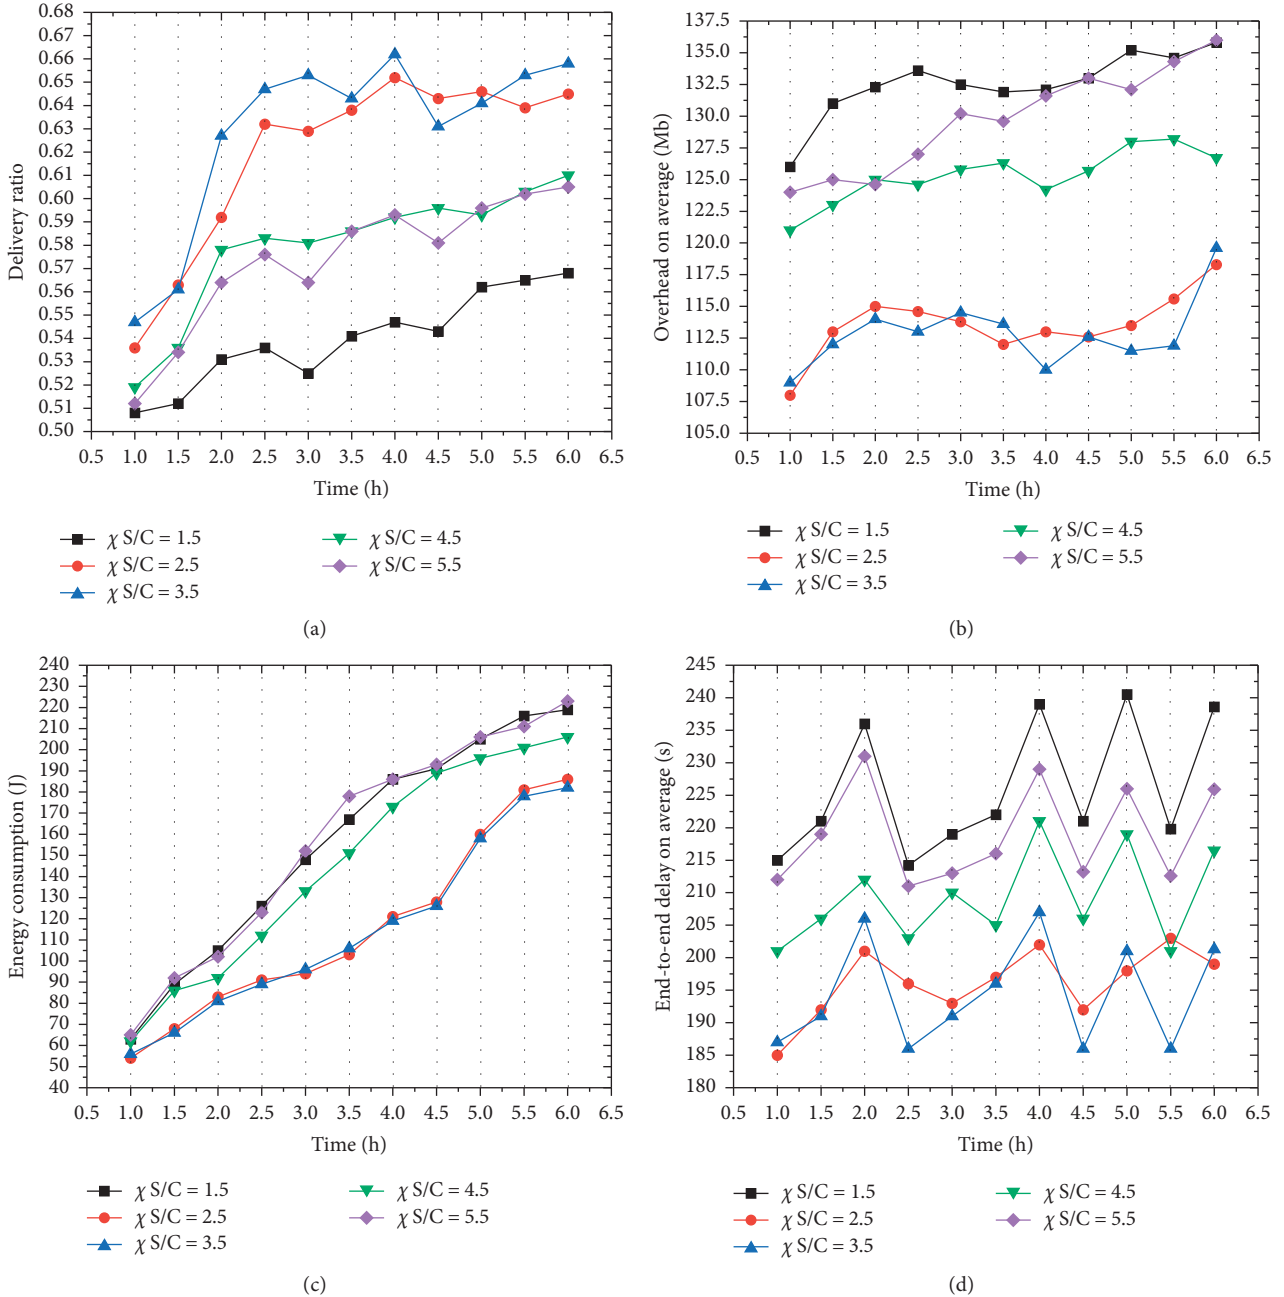 Delivery ratio
0.68
0.67
0.66
0.65
0.64
0.63
0.62
0.61
0.60
0.59
0.58
0.57
0.56
0.55
0.54
0.53
0.52
0.51
0.50
0.5 1.0 1.5 2.0 2.5 3.0 3.5 4.0 4.5 5.0 5.5 6.0 6.5
Time (h)
χ S/C = 1.5
χ S/C = 2.5
χ S/C = 3.5
χ S/C = 4.5
χ S/C = 5.5
(a)
Overhead on average (Mb)
137.5
135.0
132.5
130.0
127.5
125.0
122.5
120.0
117.5
115.0
112.5
110.0
107.5
105.0
0.5 1.0 1.5 2.0 2.5 3.0 3.5 4.0 4.5 5.0 5.5 6.0 6.5
Time (h)
χ S/C = 1.5
χ S/C = 2.5
χ S/C = 3.5
χ S/C = 4.5
χ S/C = 5.5
(b)
Energy consumption (J)
240
230
220
210
200
190
180
170
160
150
140
130
120
110
100
90
80
70
60
50
40
0.5 1.0 1.5 2.0 2.5 3.0 3.5 4.0 4.5 5.0 5.5 6.0 6.5
Time (h)
χ S/C = 1.5
χ S/C = 2.5
χ S/C = 3.5
χ S/C = 4.5
χ S/C = 5.5
(c)
End-to-end delay on average (s)
245
240
235
230
225
220
215
210
205
200
195
190
185
180
0.5 1.0 1.5 2.0 2.5 3.0 3.5 4.0 4.5 5.0 5.5 6.0 6.5
Time (h)
χ S/C = 1.5
χ S/C = 2.5
χ S/C = 3.5
χ S/C = 4.5
χ S/C = 5.5
(d)